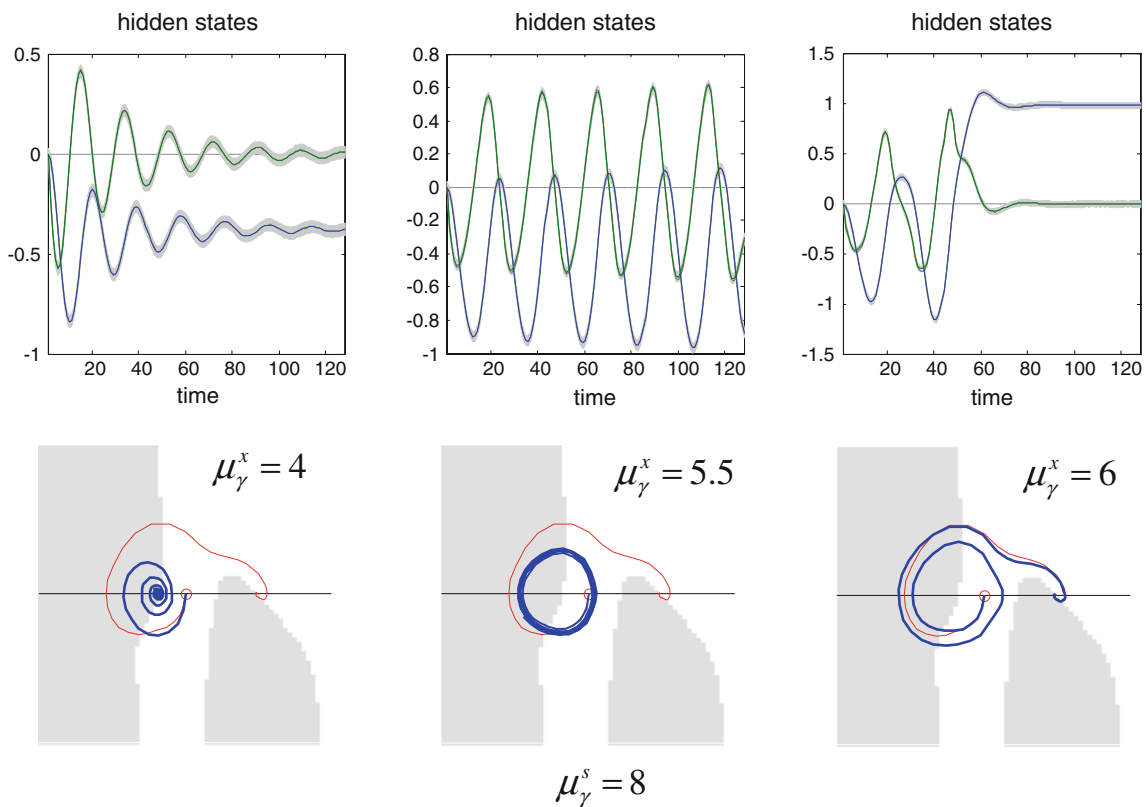 hidden states hidden states hidden states
0.5 0.8 1.5
0.6
1
0.4
0 0.2 0.5
0
0
-0.2
-0.5 -0.4 -0.5
-0.6
-1
-0.8
-1 -1 -1.5
20 40 60 80 100 120 20 40 60 80 100 120 20 40 60 80 100 120
time time time
μ_γ^x = 4 μ_γ^x = 5.5 μ_γ^x = 6
μ_γ^s = 8